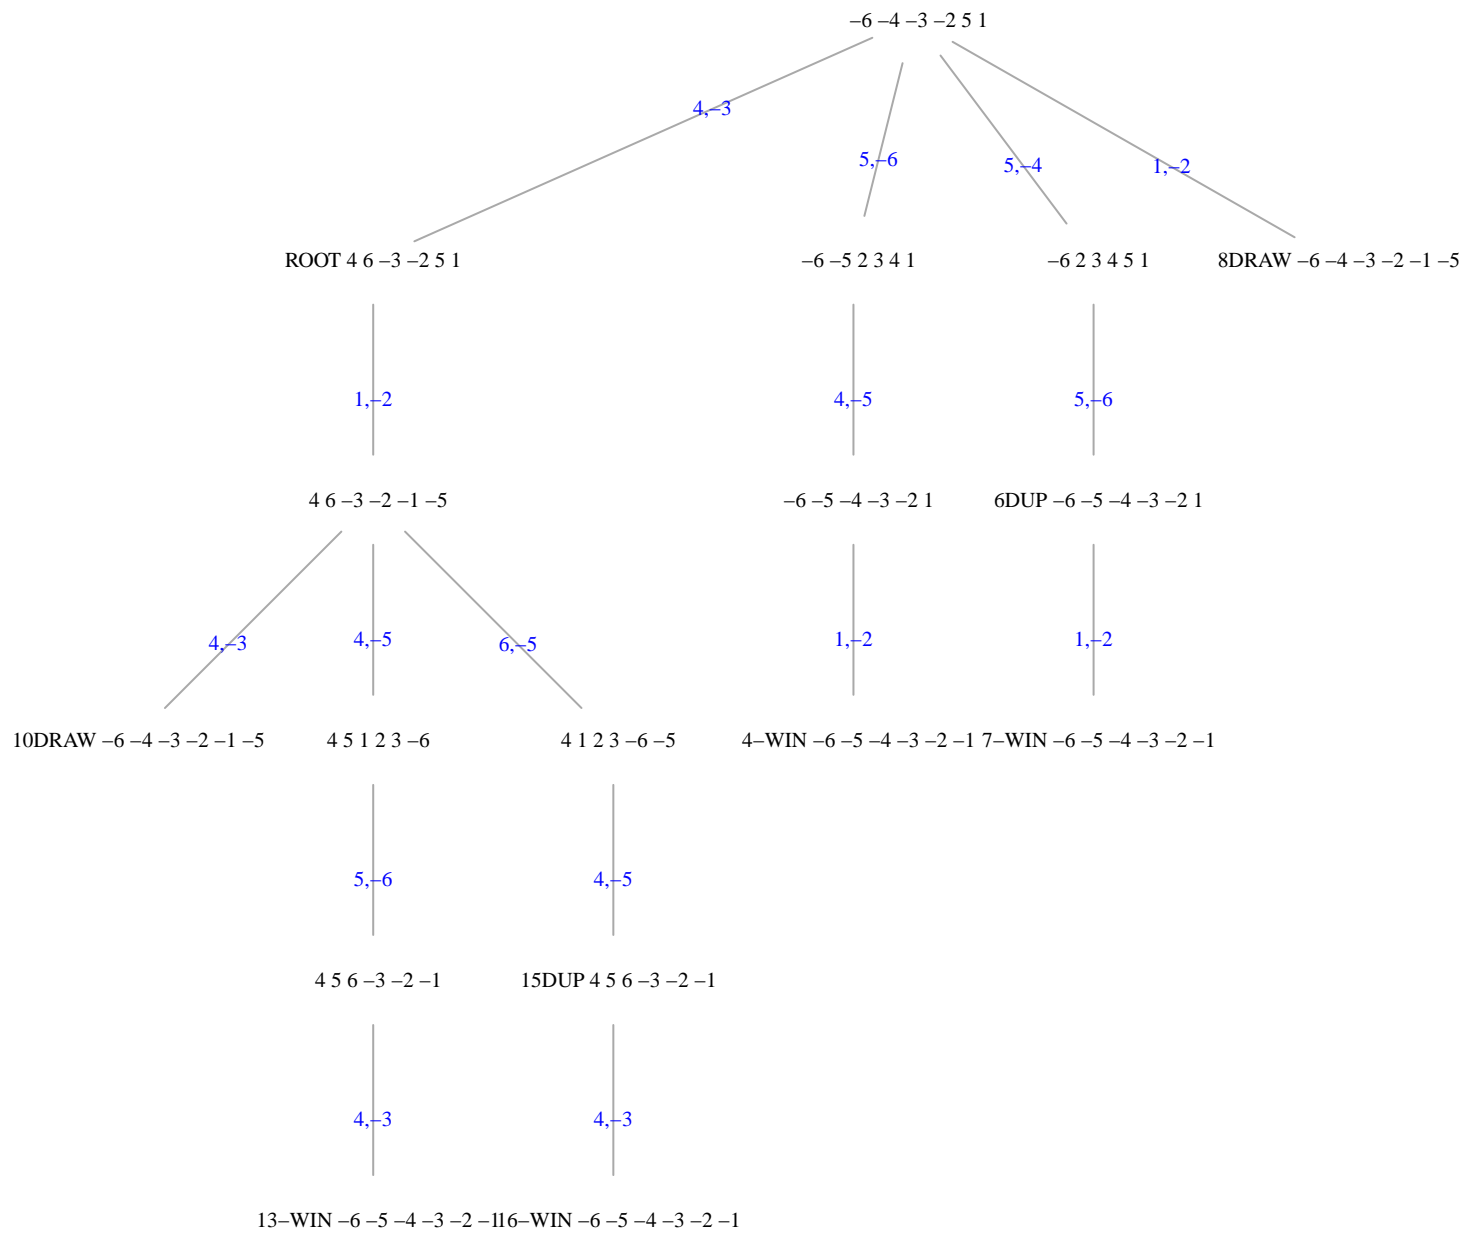 –6 –4 –3 –2 5 1
4,–3
5,–6
5,–4
1,–2
ROOT 4 6 –3 –2 5 1
–6 –5 2 3 4 1
–6 2 3 4 5 1
8DRAW –6 –4 –3 –2 –1 –5
1,–2
4,–5
5,–6
4 6 –3 –2 –1 –5
–6 –5 –4 –3 –2 1
6DUP –6 –5 –4 –3 –2 1
4,–3
4,–5
6,–5
1,–2
1,–2
10DRAW –6 –4 –3 –2 –1 –5
4 5 1 2 3 –6
4 1 2 3 –6 –5
4–WIN –6 –5 –4 –3 –2 –1
7–WIN –6 –5 –4 –3 –2 –1
5,–6
4,–5
4 5 6 –3 –2 –1
15DUP 4 5 6 –3 –2 –1
4,–3
4,–3
13–WIN –6 –5 –4 –3 –2 –1
16–WIN –6 –5 –4 –3 –2 –1